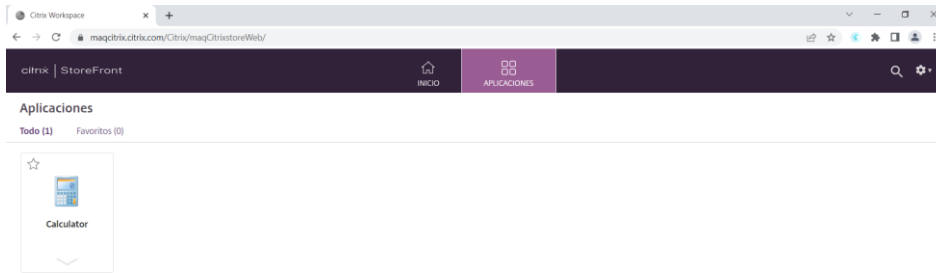 Citrix Workspace
maqcitrix.citrix.com/Citrix/maqCitrixstoreWeb/
citrix | StoreFront
INICIO
APLICACIONES
Aplicaciones
Todo (1) Favoritos (0)
Calculator